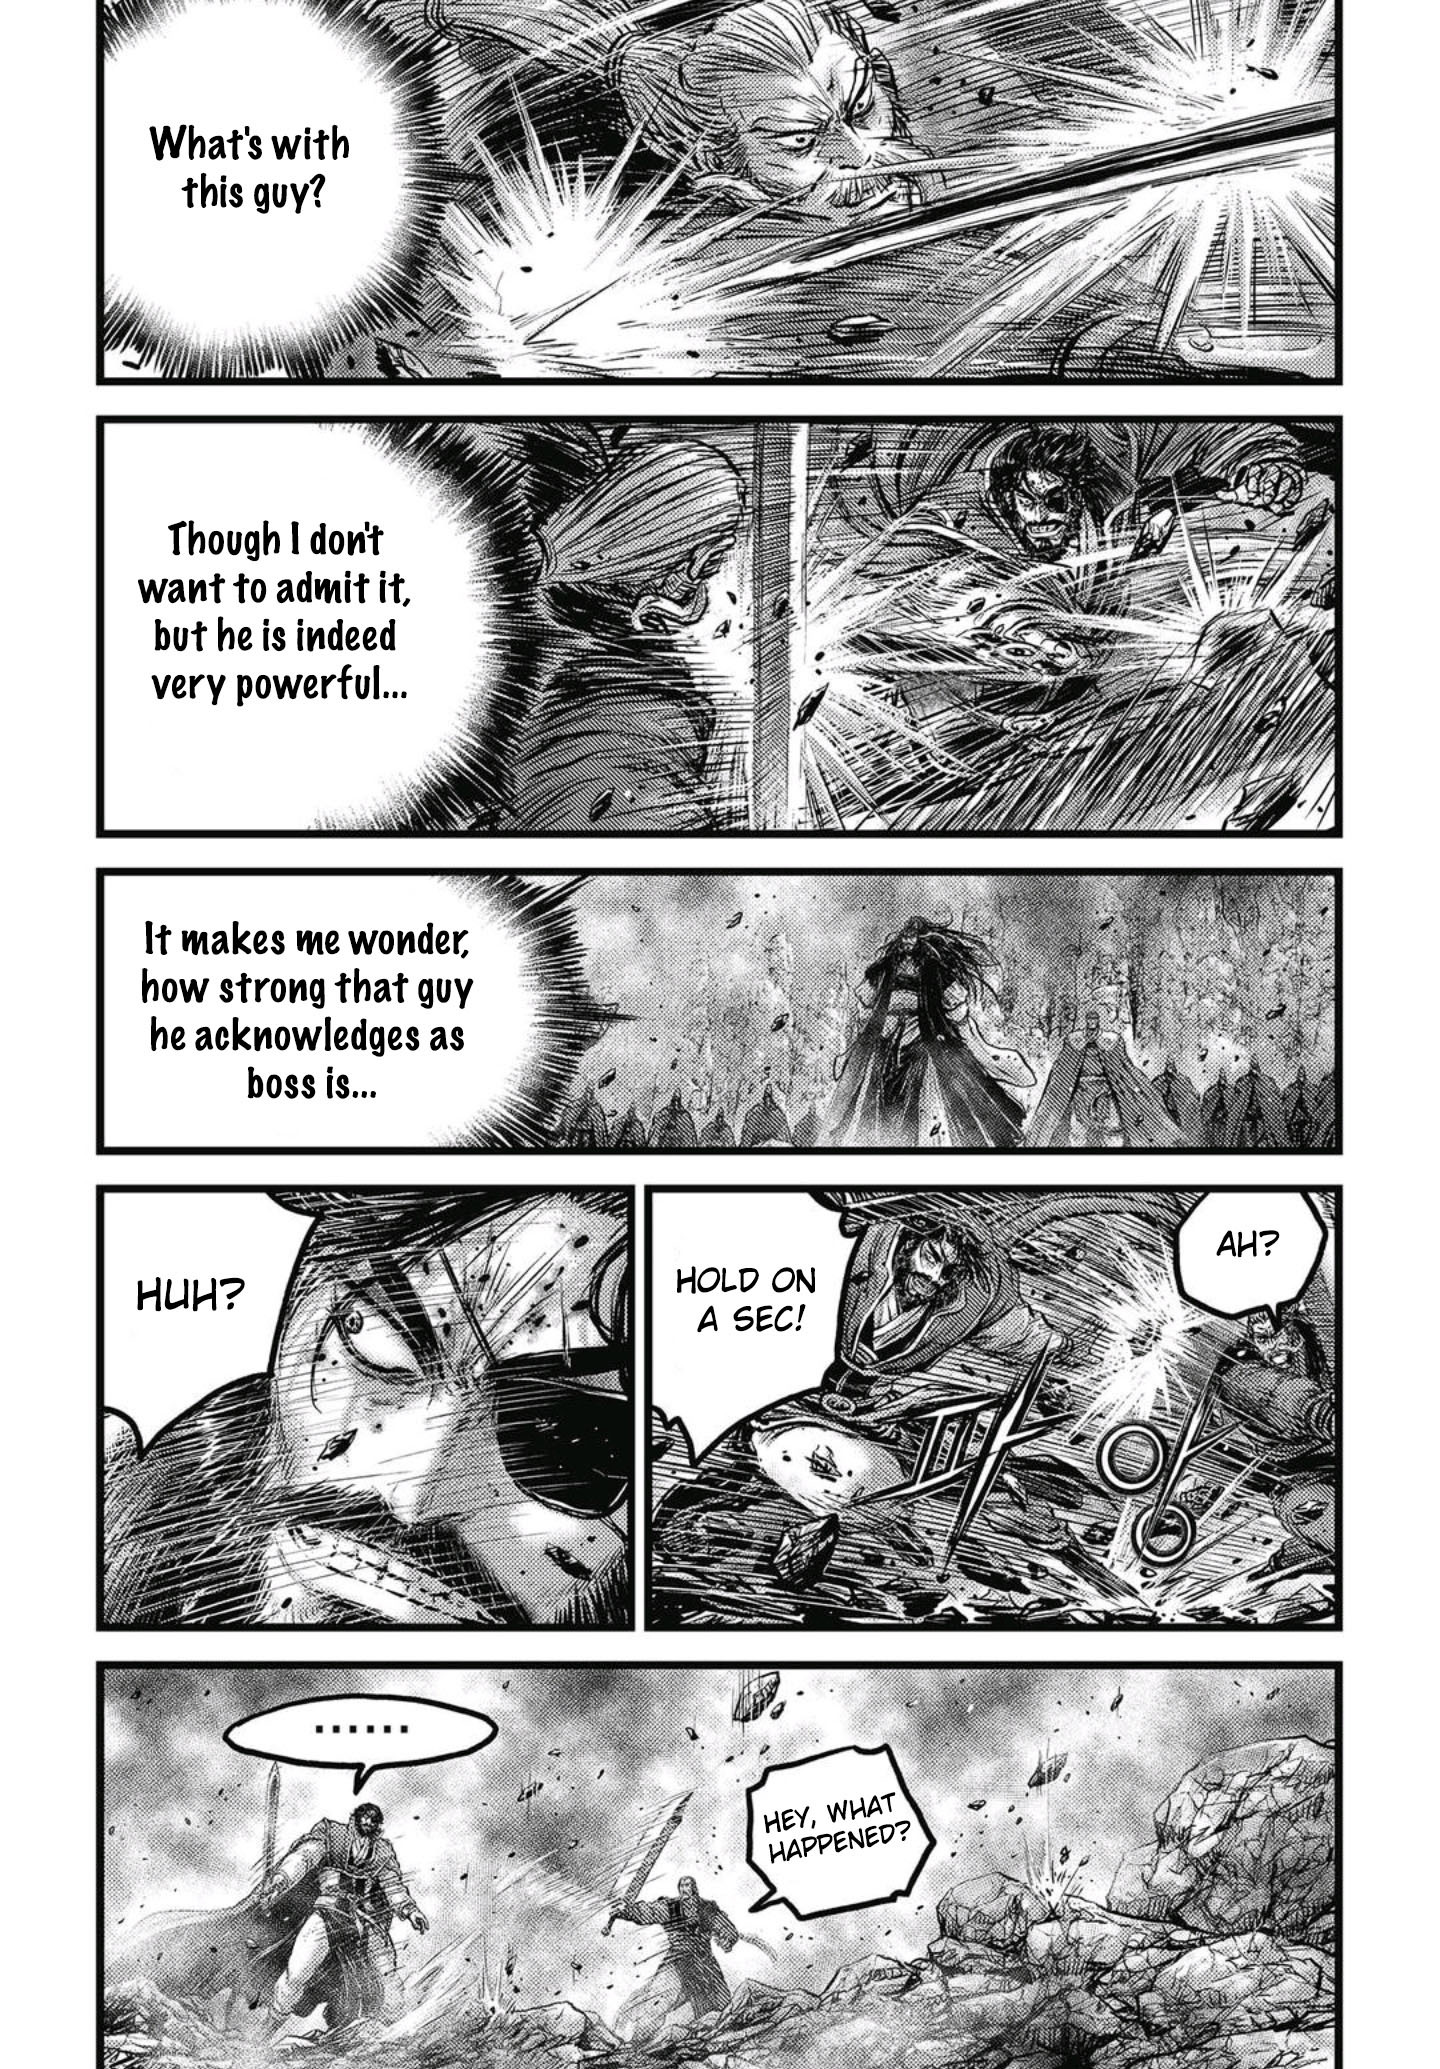 What's with
this guy?
Though I don't
want to admit it,
but he is indeed
very powerful...
It makes me wonder,
how strong that guy
he acknowledges as
boss is...
HUH?
AH?
HOLD ON
A SEC!
......
HEY, WHAT
HAPPENED?